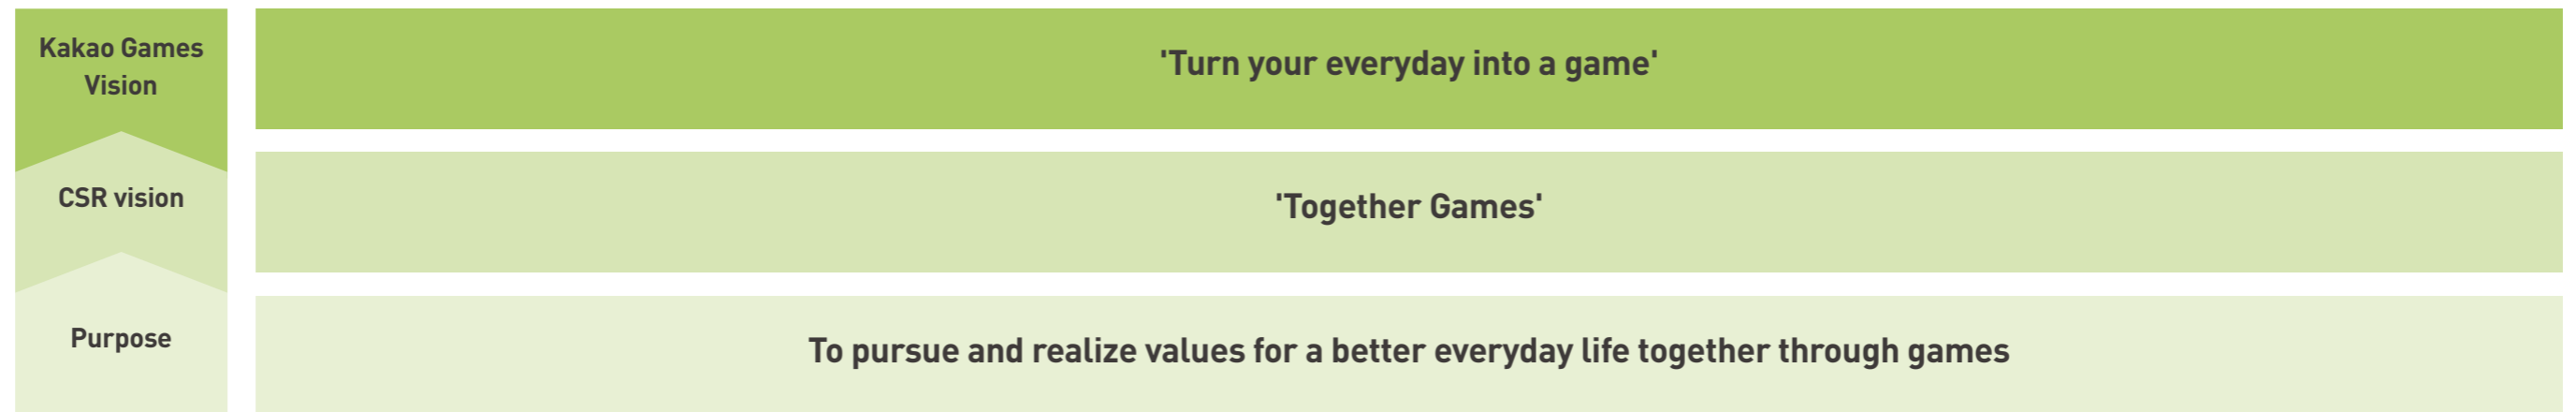 Kakao Games
Vision
'Turn your everyday into a game'
CSR vision
'Together Games'
Purpose
To pursue and realize values for a better everyday life together through games